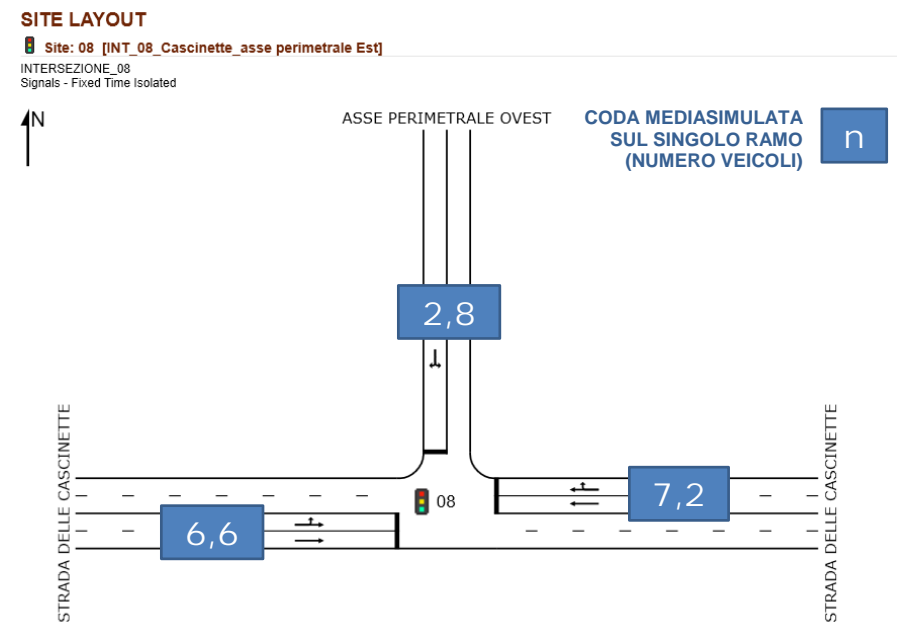 SITE LAYOUT
Site: 08 [INT_08_Cascinette_asse perimetrale Est]
INTERSEZIONE_08
Signals - Fixed Time Isolated
N
ASSE PERIMETRALE OVEST
CODA MEDIASIMULATA
SUL SINGOLO RAMO
(NUMERO VEICOLI)
n
2,8
STRADA DELLE CASCINETTE
08
7,2
6,6
STRADA DELLE CASCINETTE